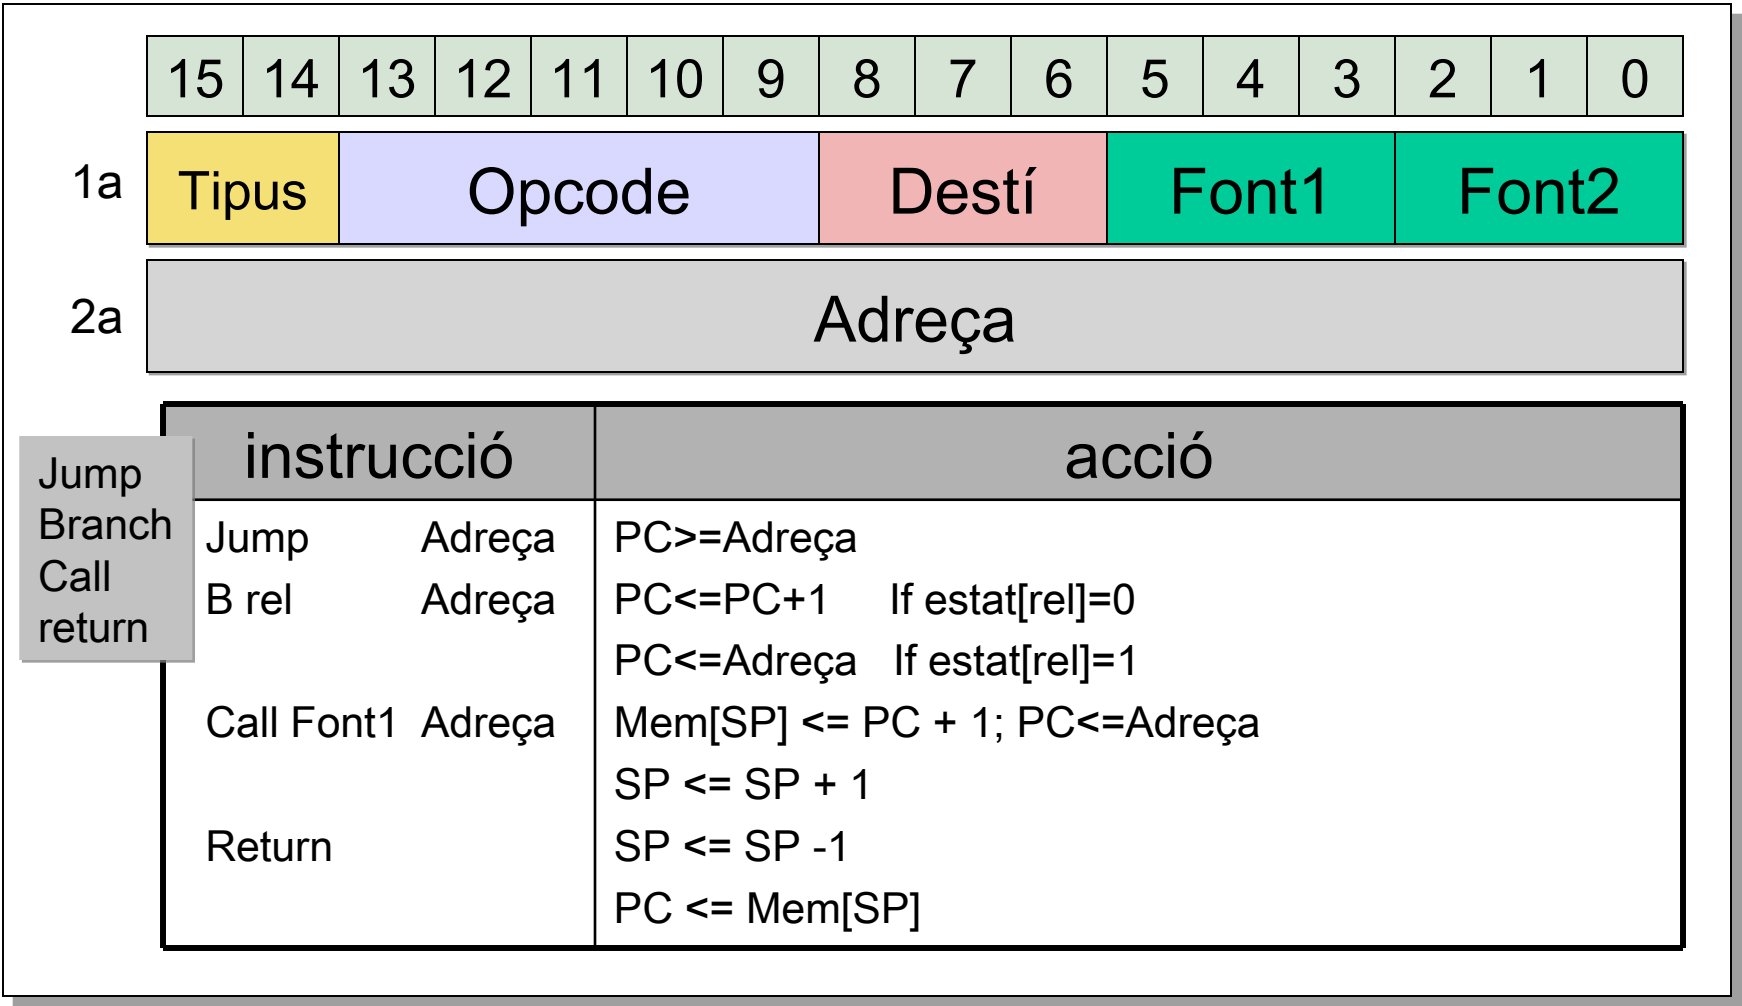 15 14 13 12 11 10 9 8 7 6 5 4 3 2 1 0
1a Tipus Opcode Destí Font1 Font2
2a Adreça
Jump
Branch
Call
return
instrucció acció
Jump Adreça PC>=Adreça
B rel Adreça PC<=PC+1 If estat[rel]=0
PC<=Adreça If estat[rel]=1
Call Font1 Adreça Mem[SP] <= PC + 1; PC<=Adreça
SP <= SP + 1
Return SP <= SP -1
PC <= Mem[SP]